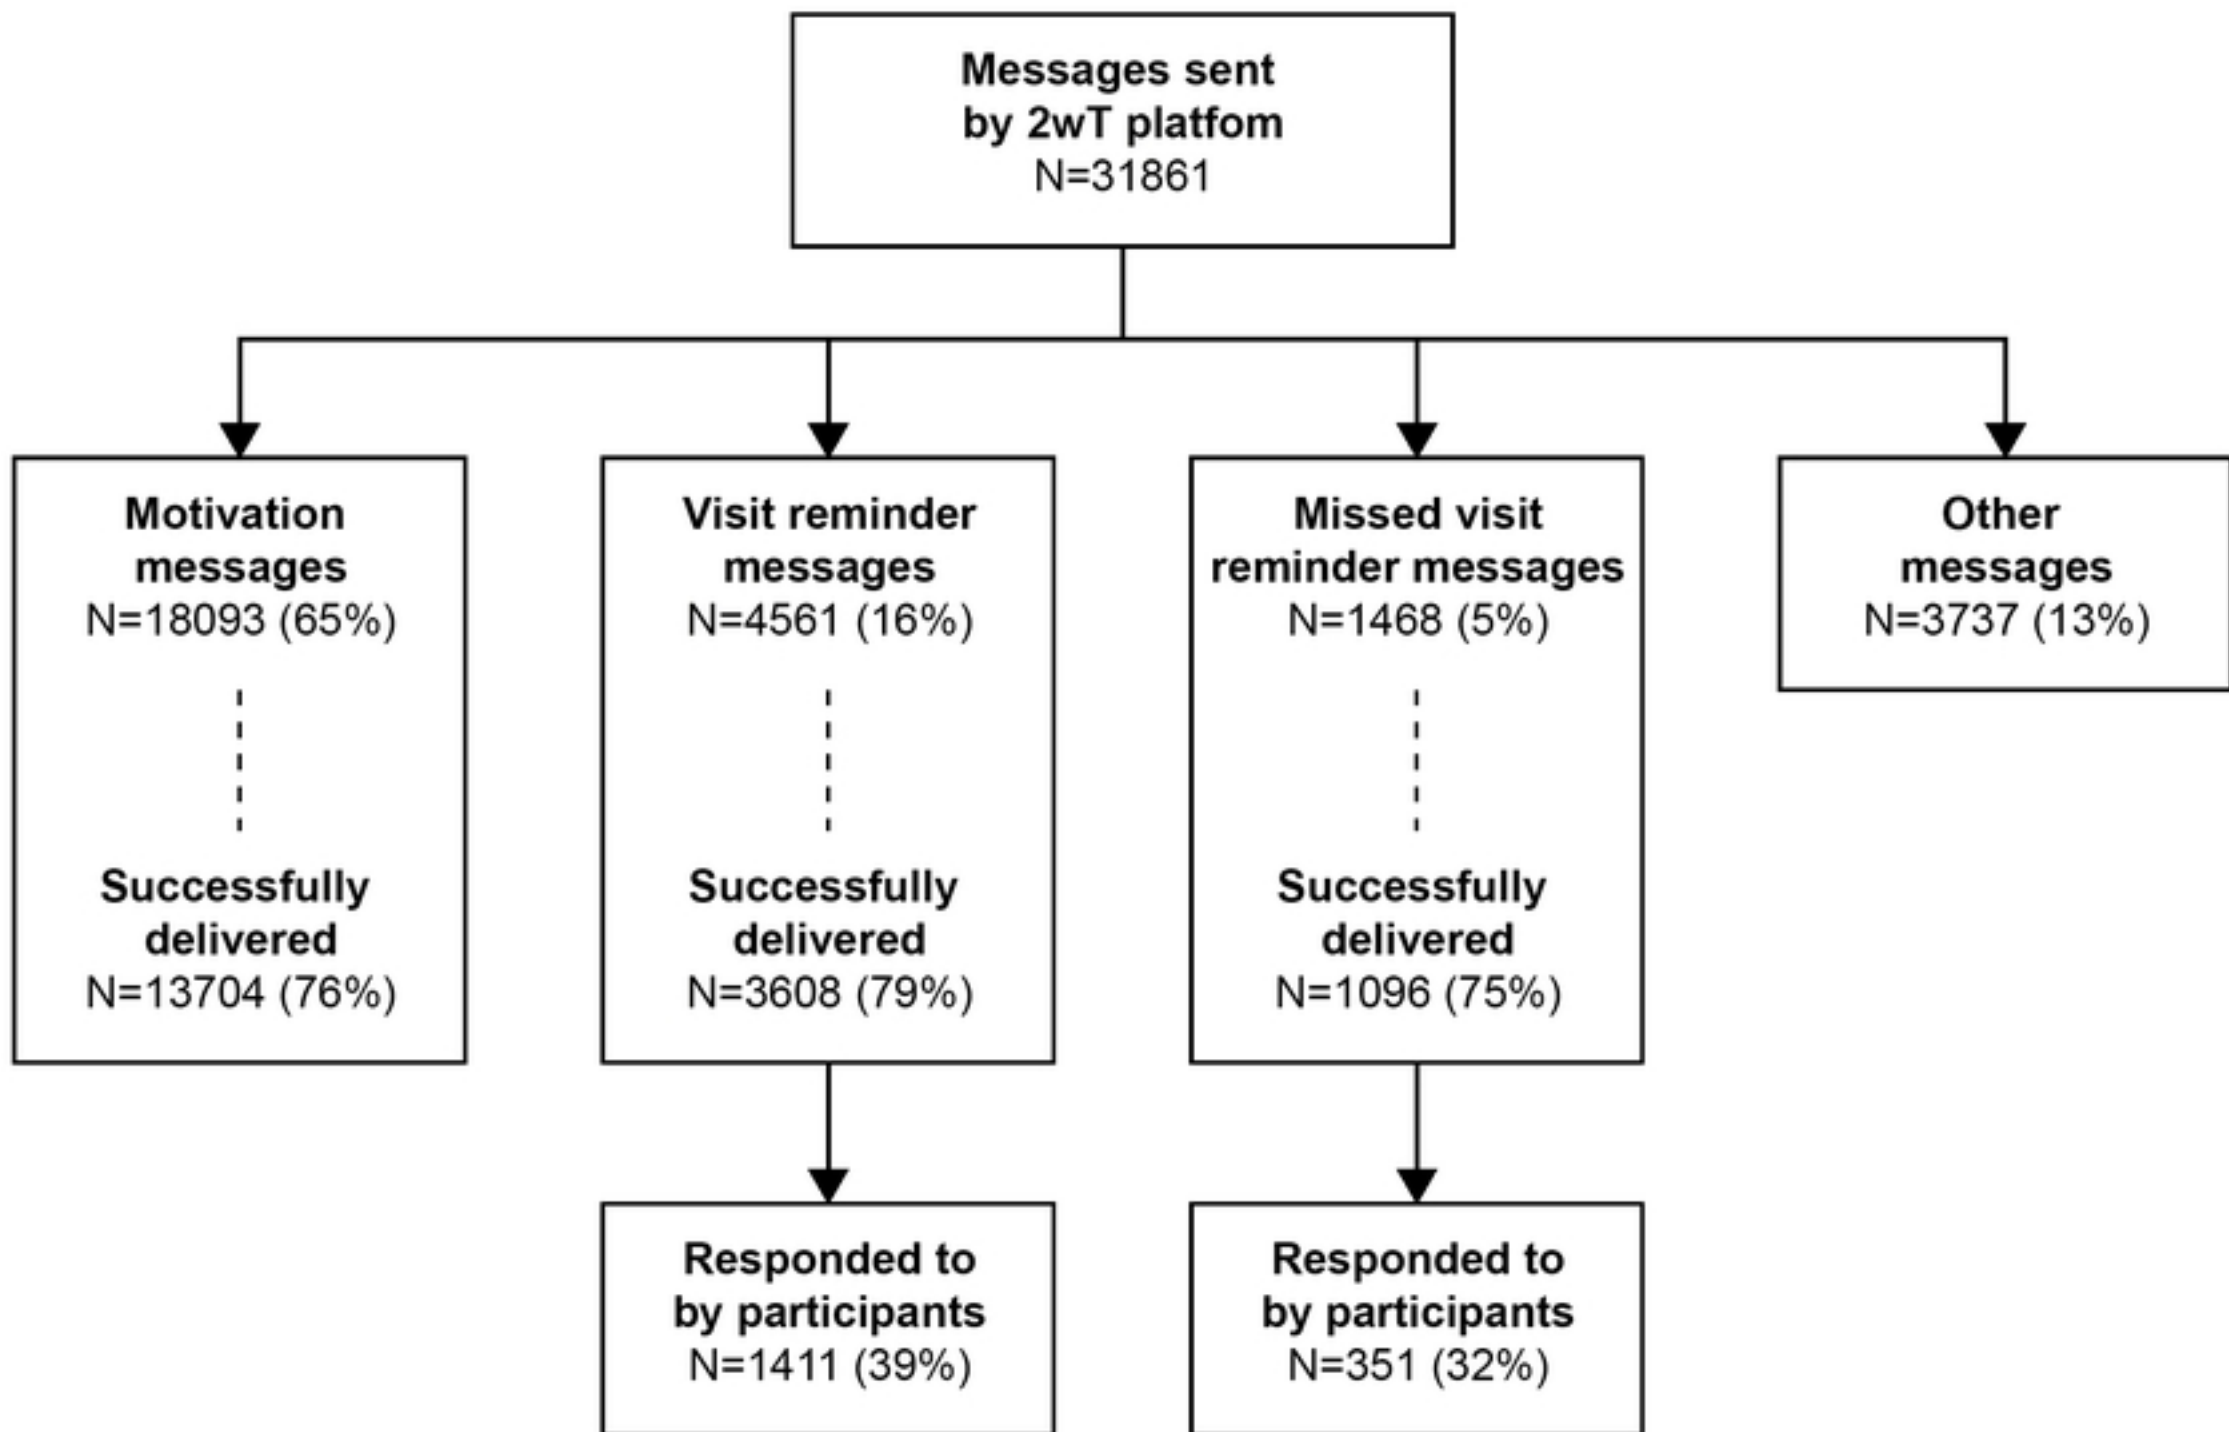 Messages sent
by 2wT platfom
N=31861
Motivation
messages
N=18093 (65%)
Successfully
delivered
N=13704 (76%)
Visit reminder
messages
N=4561 (16%)
Successfully
delivered
N=3608 (79%)
Responded to
by participants
N=1411 (39%)
Missed visit
reminder messages
N=1468 (5%)
Successfully
delivered
N=1096 (75%)
Responded to
by participants
N=351 (32%)
Other
messages
N=3737 (13%)